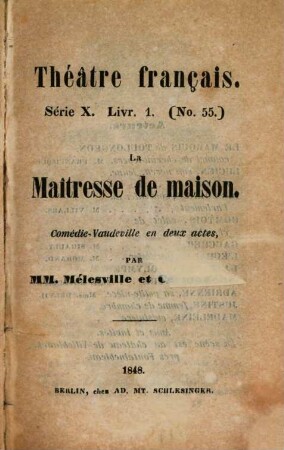 Théâtre français.
Série X. Livr. 1. (No. 55.)
La
Maîtresse de maison.
Comédie-Vaudeville en deux actes,
PAR
MM. Mélesville et
1848.
BERLIN, chez AD. MT. SCHLESINGER.